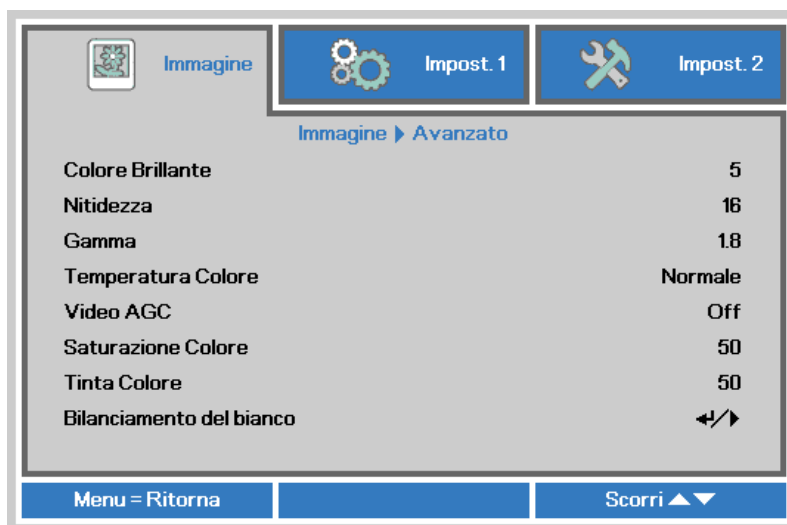 Immagine Impost. 1 Impost. 2
Immagine ▶ Avanzato
Colore Brillante 5
Nitidezza 16
Gamma 1.8
Temperatura Colore Normale
Video AGC Off
Saturazione Colore 50
Tinta Colore 50
Bilanciamento del bianco ↵/▶
Menu = Ritorna Scorri ▲▼